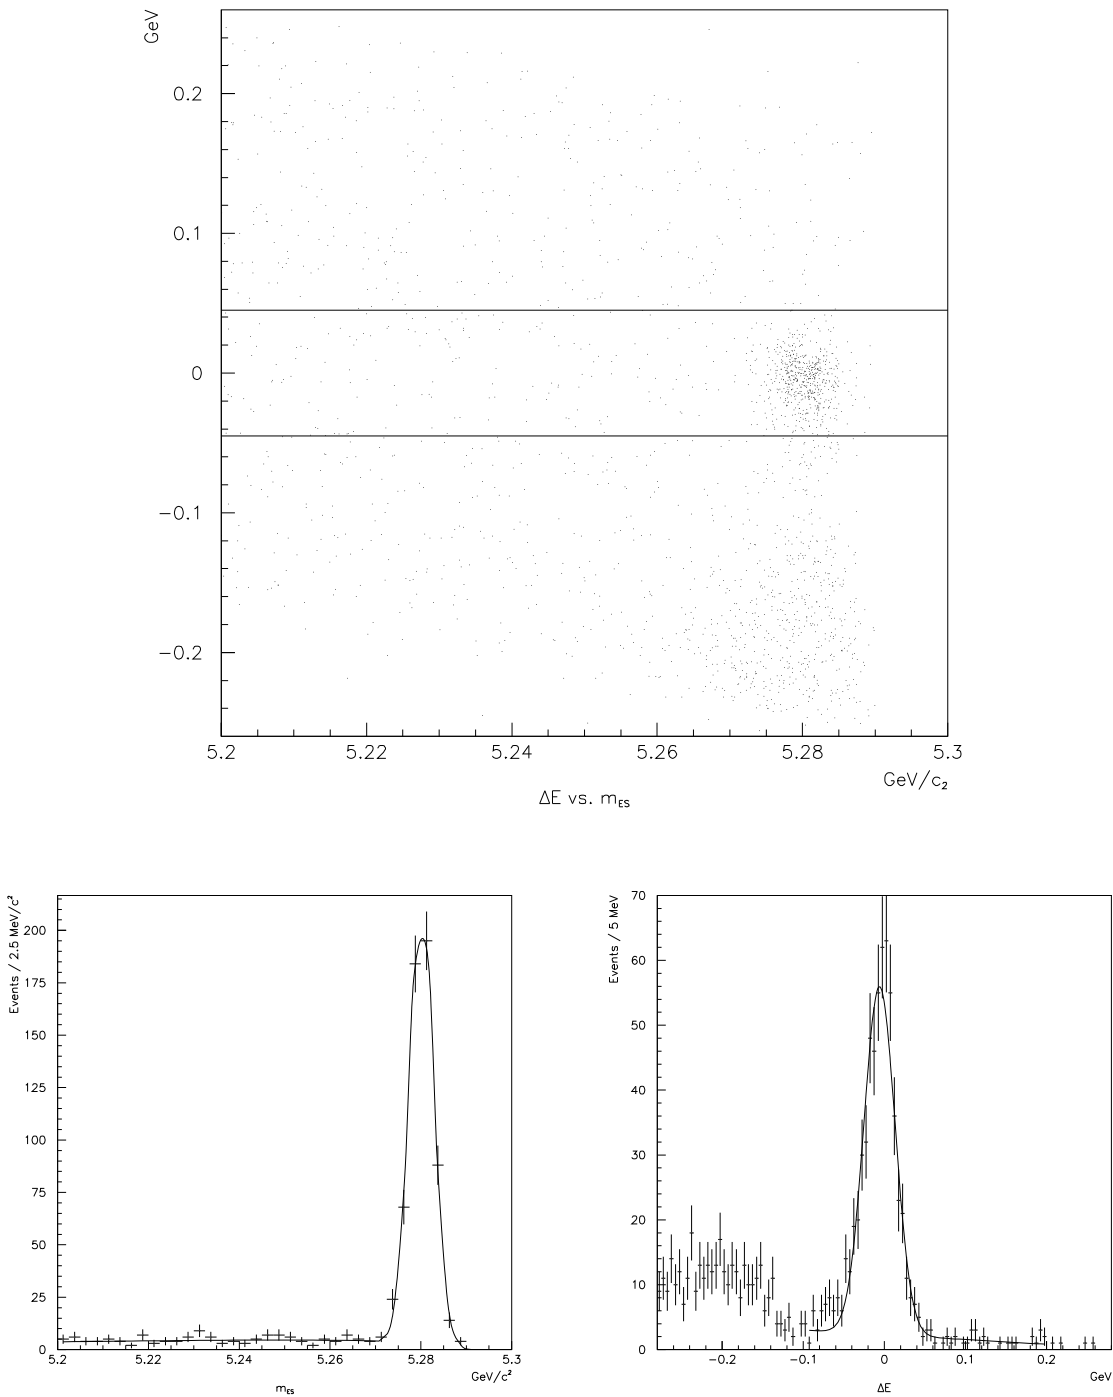 GeV
0.2
0.1
0
−0.1
−0.2
5.2 5.22 5.24 5.26 5.28 5.3
GeV/c₂
ΔE vs. mES
Events / 2.5 MeV/c²
200
175
150
125
100
75
50
25
0
5.2 5.22 5.24 5.26 5.28 5.3
GeV/c²
mES
Events / 5 MeV
70
60
50
40
30
20
10
0
−0.2 −0.1 0 0.1 0.2
GeV
ΔE